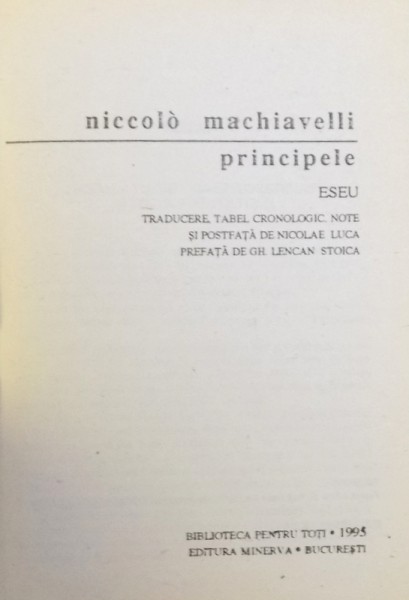 niccolò machiavelli
principele
ESEU
TRADUCERE, TABEL CRONOLOGIC, NOTE
ȘI POSTFAȚĂ DE NICOLAE LUCA
PREFAȚĂ DE GH. LENCAN STOICA
BIBLIOTECA PENTRU TOȚI • 1995
EDITURA MINERVA • BUCUREȘTI